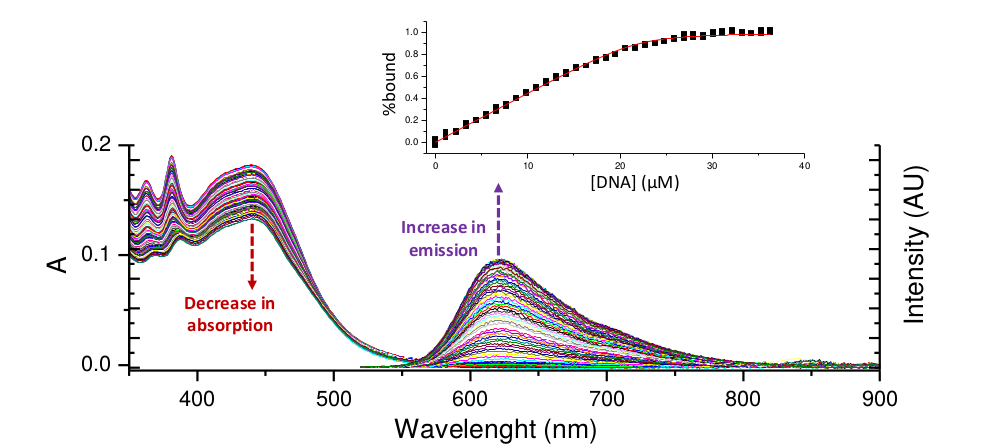 1.0
0.8
0.6
0.4
0.2
0.0
%bound
0 10 20 30 40
[DNA] (µM)
0.2
0.1
0.0
A
Increase in
emission
Decrease in
absorption
Intensity (AU)
400 500 600 700 800 900
Wavelenght (nm)